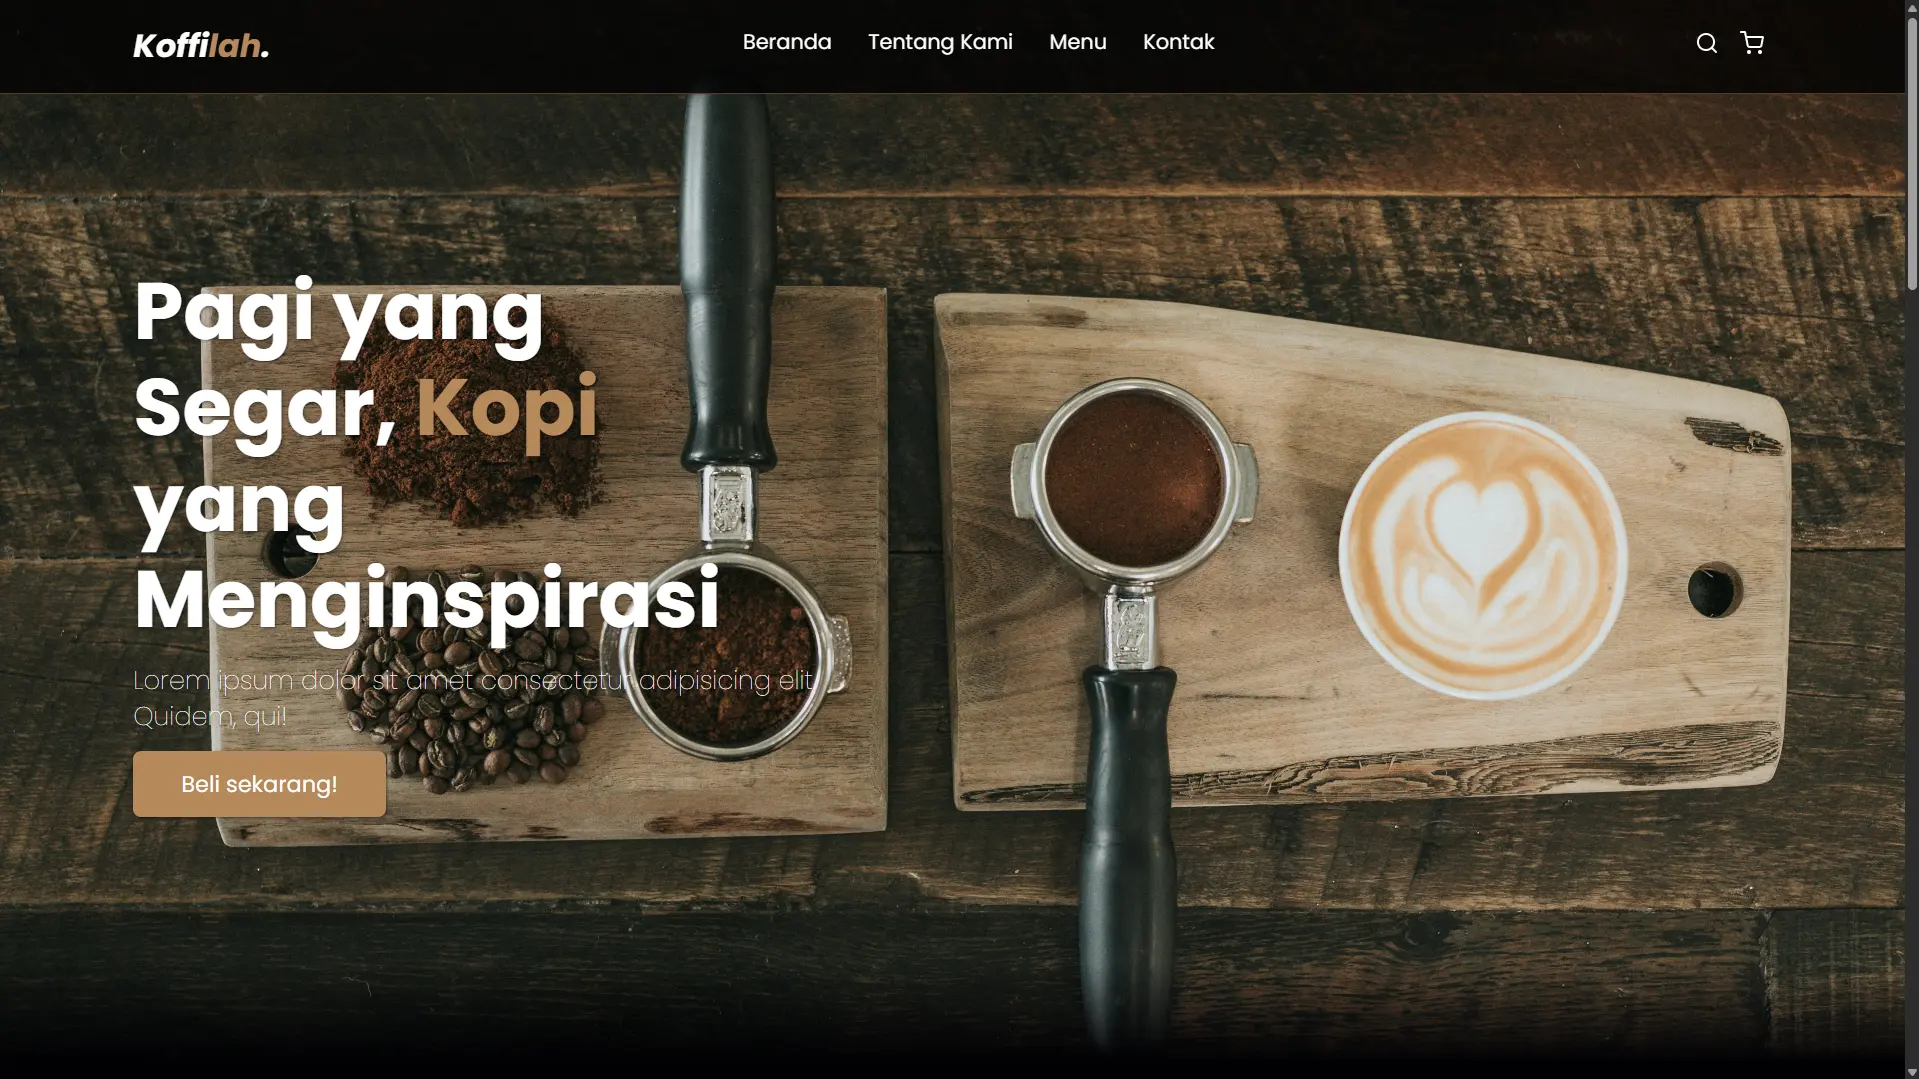 Koffilah.
Beranda
Tentang Kami
Menu
Kontak
Pagi yang
Segar, Kopi
yang
Menginspirasi
Lorem ipsum dolor sit amet consectetur adipisicing elit.
Quidem, qui!
Beli sekarang!